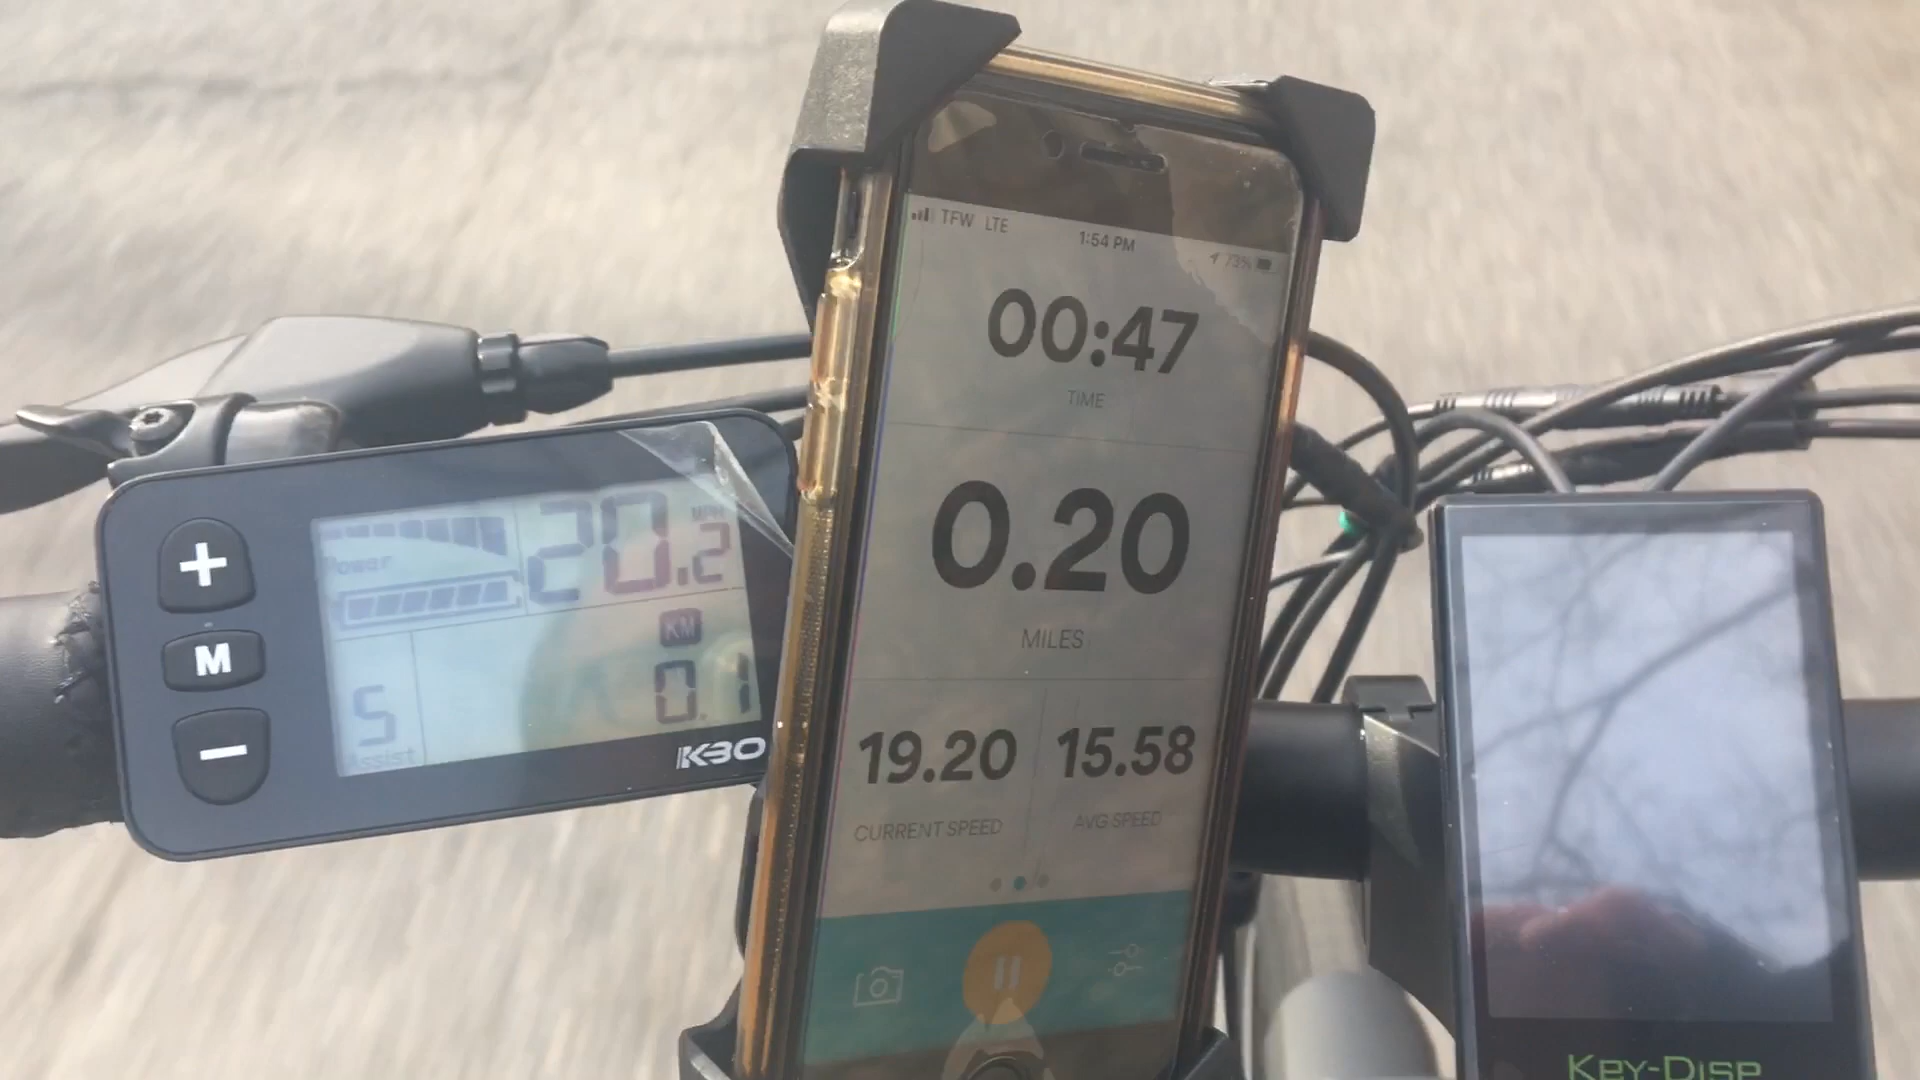 TFW LTE
1:54 PM
73%
00:47
TIME
0.20
MILES
19.20
CURRENT SPEED
15.58
AVG SPEED
+
M
−
Power
20.2
MPH
KM
0.1
5
Assist
KBO
KEY-DISP